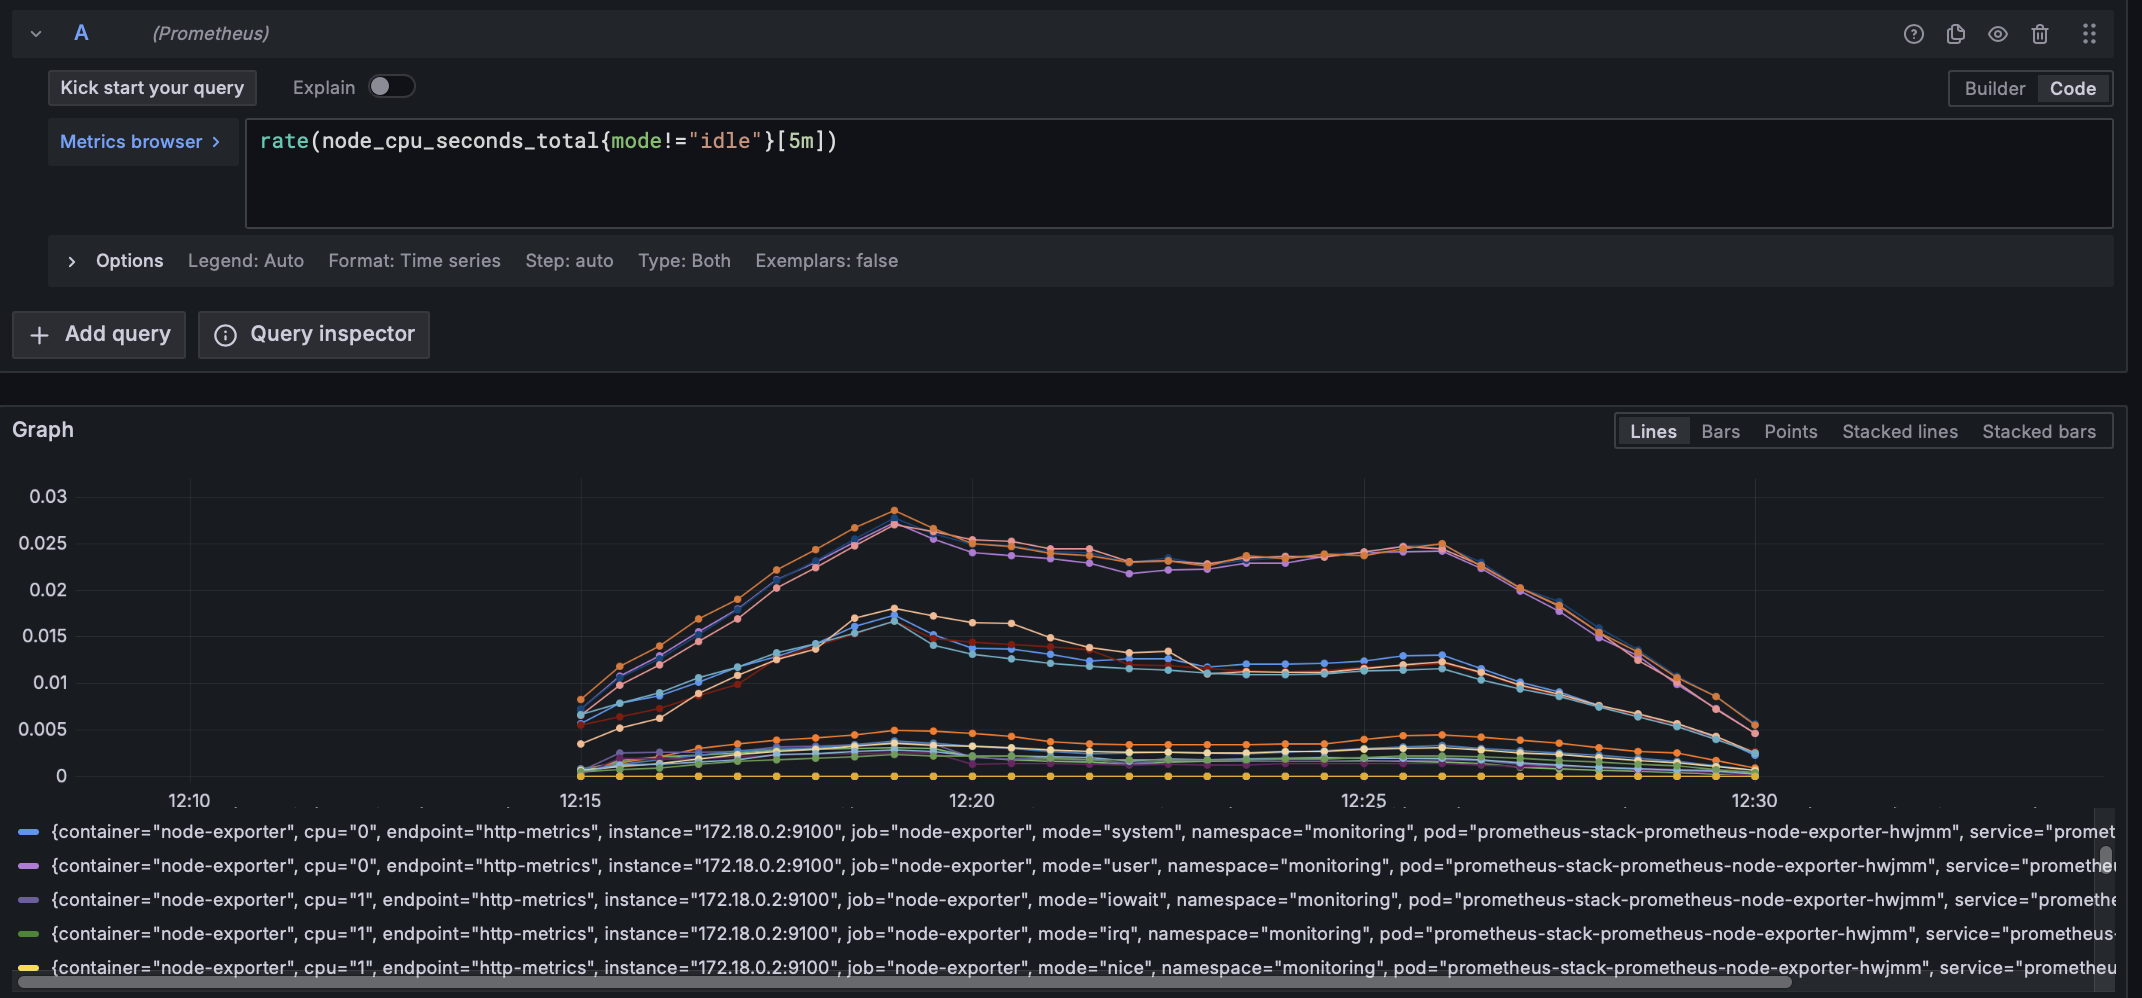 A (Prometheus)
Kick start your query Explain Builder Code
Metrics browser > rate(node_cpu_seconds_total{mode!="idle"}[5m])
> Options Legend: Auto Format: Time series Step: auto Type: Both Exemplars: false
+ Add query Query inspector
Graph Lines Bars Points Stacked lines Stacked bars
0.03
0.025
0.02
0.015
0.01
0.005
0
12:10 12:15 12:20 12:25 12:30
{container="node-exporter", cpu="0", endpoint="http-metrics", instance="172.18.0.2:9100", job="node-exporter", mode="system", namespace="monitoring", pod="prometheus-stack-prometheus-node-exporter-hwjmm", service="promet
{container="node-exporter", cpu="0", endpoint="http-metrics", instance="172.18.0.2:9100", job="node-exporter", mode="user", namespace="monitoring", pod="prometheus-stack-prometheus-node-exporter-hwjmm", service="prometheu
{container="node-exporter", cpu="1", endpoint="http-metrics", instance="172.18.0.2:9100", job="node-exporter", mode="iowait", namespace="monitoring", pod="prometheus-stack-prometheus-node-exporter-hwjmm", service="promethe
{container="node-exporter", cpu="1", endpoint="http-metrics", instance="172.18.0.2:9100", job="node-exporter", mode="irq", namespace="monitoring", pod="prometheus-stack-prometheus-node-exporter-hwjmm", service="prometheus-
{container="node-exporter", cpu="1", endpoint="http-metrics", instance="172.18.0.2:9100", job="node-exporter", mode="nice", namespace="monitoring", pod="prometheus-stack-prometheus-node-exporter-hwjmm", service="prometheu